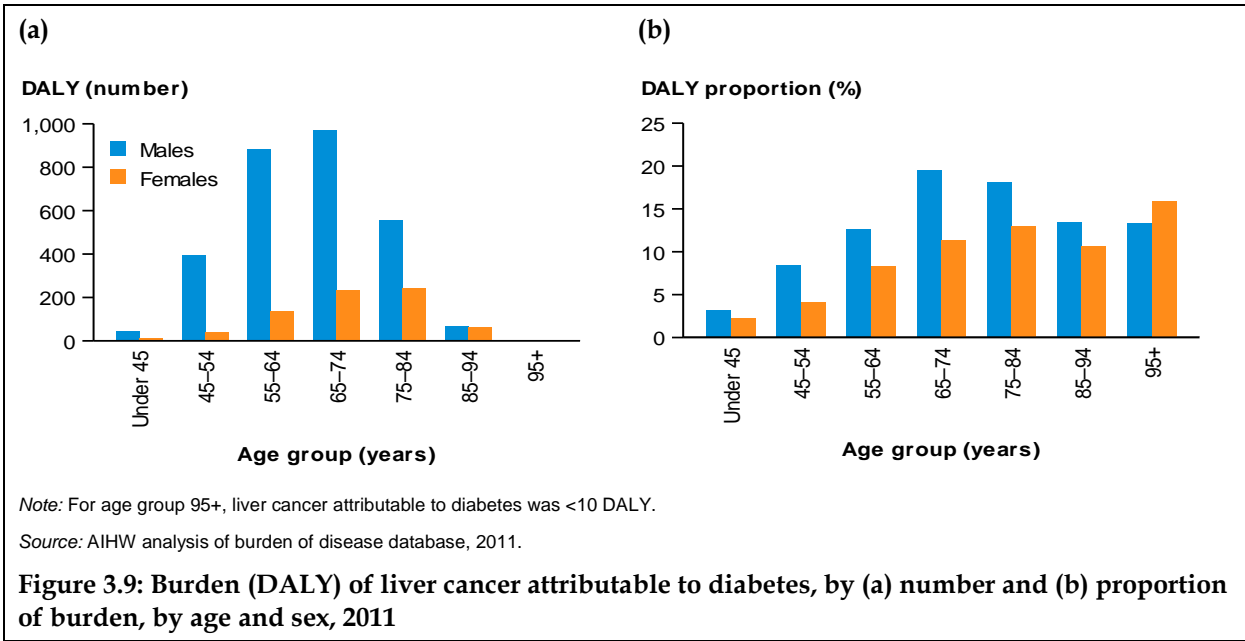 (a)
DALY (number)
1,000
800
600
400
200
0
Males
Females
Under 45
45–54
55–64
65–74
75–84
85–94
95+
Age group (years)
(b)
DALY proportion (%)
25
20
15
10
5
0
Under 45
45–54
55–64
65–74
75–84
85–94
95+
Age group (years)
Note: For age group 95+, liver cancer attributable to diabetes was <10 DALY.
Source: AIHW analysis of burden of disease database, 2011.
Figure 3.9: Burden (DALY) of liver cancer attributable to diabetes, by (a) number and (b) proportion
of burden, by age and sex, 2011